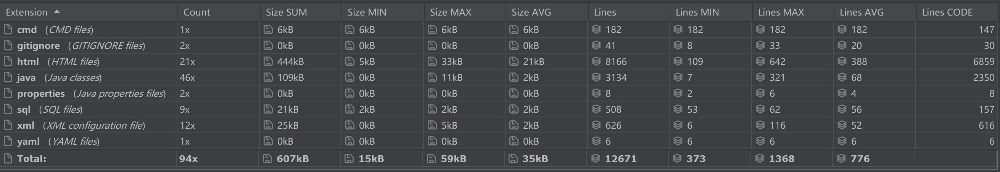 Extension Count Size SUM Size MIN Size MAX Size AVG Lines Lines MIN Lines MAX Lines AVG Lines CODE
cmd (CMD files) 1x 6kB 6kB 6kB 6kB 182 182 182 182 147
gitignore (GITIGNORE files) 2x 0kB 0kB 0kB 0kB 41 8 33 20 30
html (HTML files) 21x 444kB 5kB 33kB 21kB 8166 109 642 388 6859
java (Java classes) 46x 109kB 0kB 11kB 2kB 3134 7 321 68 2350
properties (Java properties files) 2x 0kB 0kB 0kB 0kB 8 2 6 4 8
sql (SQL files) 9x 21kB 2kB 2kB 2kB 508 53 62 56 157
xml (XML configuration file) 12x 25kB 0kB 5kB 2kB 626 6 116 52 616
yaml (YAML files) 1x 0kB 0kB 0kB 0kB 6 6 6 6 6
Total: 94x 607kB 15kB 59kB 35kB 12671 373 1368 776